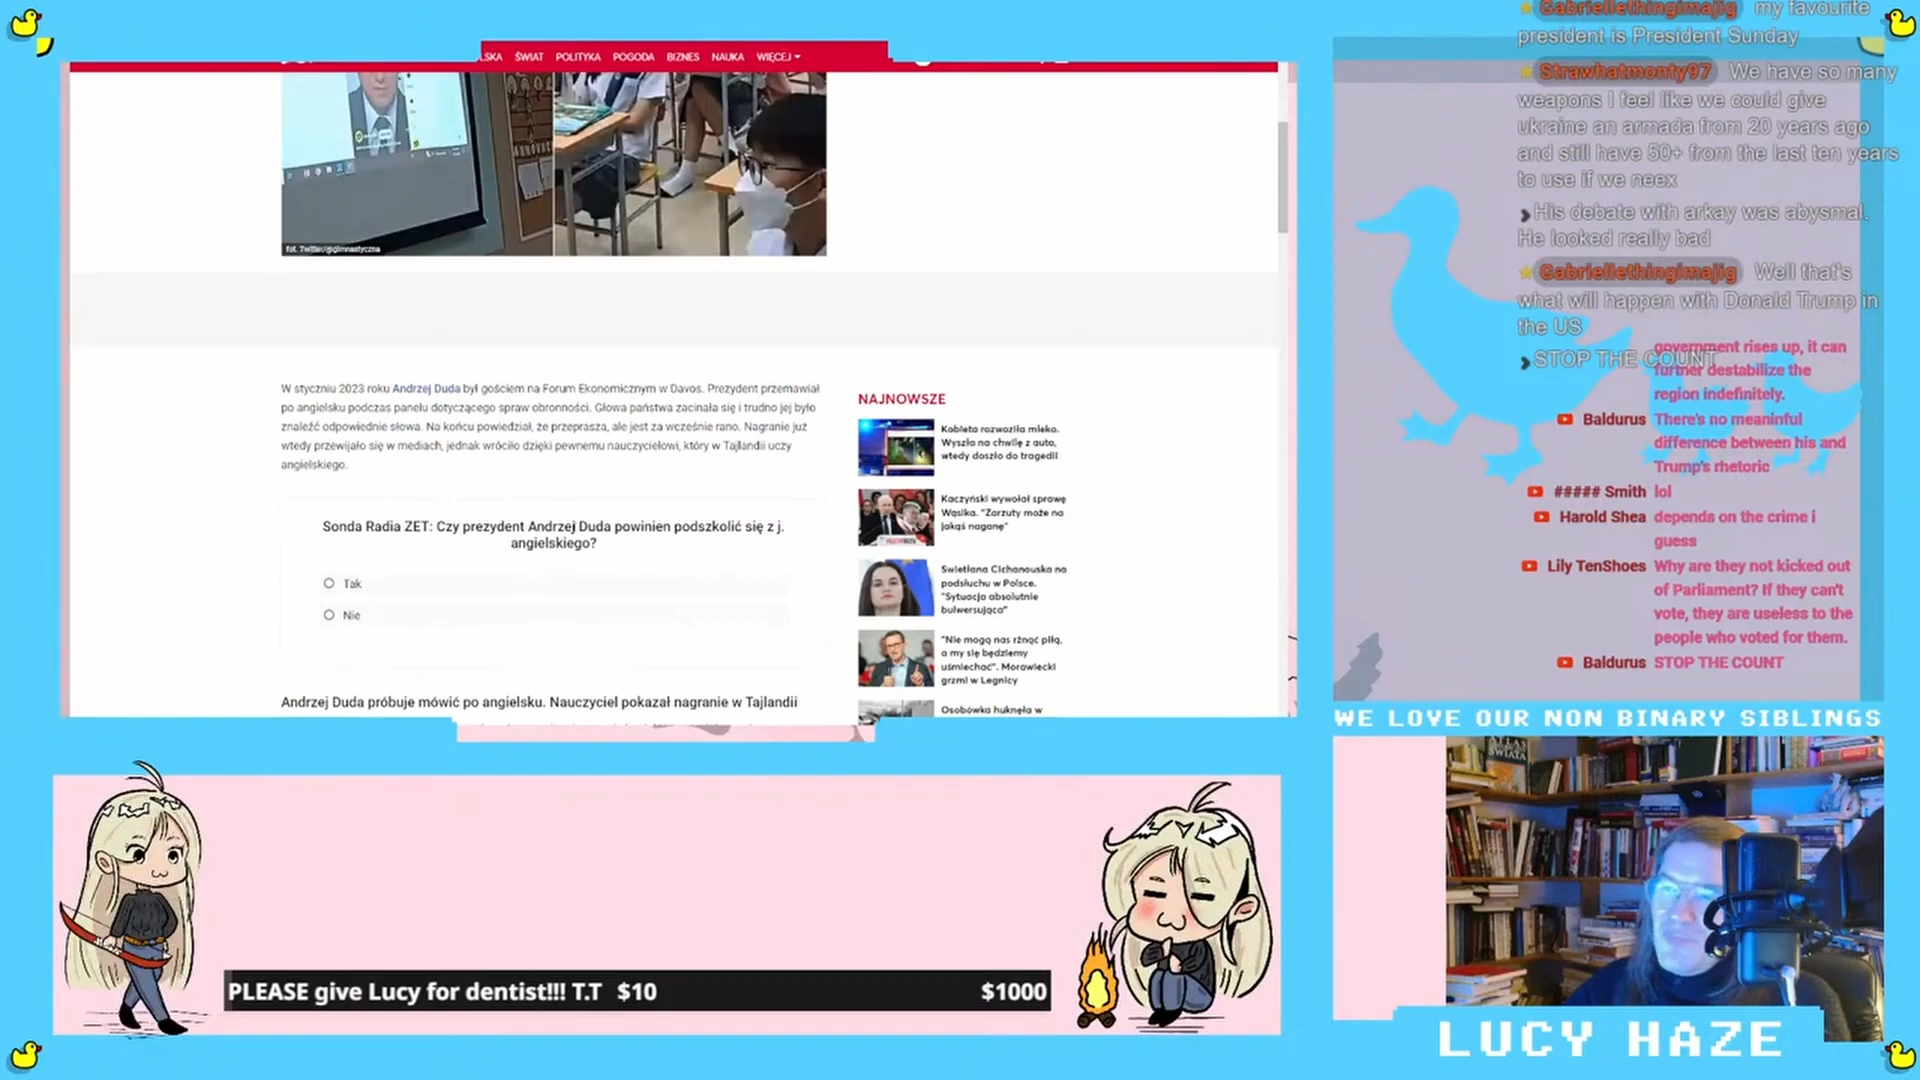 SKA ŚWIAT POLITYKA POGODA BIZNES NAUKA WIĘCEJ
fot. Twitter/@gimnastyczna
W styczniu 2023 roku Andrzej Duda był gościem na Forum Ekonomicznym w Davos. Prezydent przemawiał
po angielsku podczas panelu dotyczącego spraw obronności. Głowa państwa zacinała się i trudno jej było
znaleźć odpowiednie słowa. Na końcu powiedział, że przeprasza, ale jest za wcześnie rano. Nagranie już
wtedy przewijało się w mediach, jednak wróciło dzięki pewnemu nauczycielowi, który w Tajlandii uczy
angielskiego.
Sonda Radia ZET: Czy prezydent Andrzej Duda powinien podszkolić się z j.
angielskiego?
Tak
Nie
Andrzej Duda próbuje mówić po angielsku. Nauczyciel pokazał nagranie w Tajlandii
NAJNOWSZE
Kobieta rozwoziła mleko.
Wyszła na chwilę z auta,
wtedy doszło do tragedii
Kaczyński wywołał sprawę
Wąsika. "Zarzuty może na
jakąś naganę"
Swietłana Cichanouska na
podsłuchu w Polsce.
"Sytuacja absolutnie
bulwersująca"
"Nie mogą nas rżnąć piłą,
a my się będziemy
uśmiechać". Morawiecki
grzmi w Legnicy
Osobówka huknęła w
Gabriellethingimajig my favourite
president is President Sunday
Strawhatmonty97 We have so many
weapons I feel like we could give
ukraine an armada from 20 years ago
and still have 50+ from the last ten years
to use if we neex
His debate with arkay was abysmal.
He looked really bad
Gabriellethingimajig Well that's
what will happen with Donald Trump in
the US
STOP THE COUNT
government rises up, it can
further destabilize the
region indefinitely.
Baldurus There's no meaninful
difference between his and
Trump's rhetoric
##### Smith lol
Harold Shea depends on the crime i
guess
Lily TenShoes Why are they not kicked out
of Parliament? If they can't
vote, they are useless to the
people who voted for them.
Baldurus STOP THE COUNT
WE LOVE OUR NON BINARY SIBLINGS
ATLAS
ŚWIATA
PLEASE give Lucy for dentist!!! T.T $10 $1000
LUCY HAZE